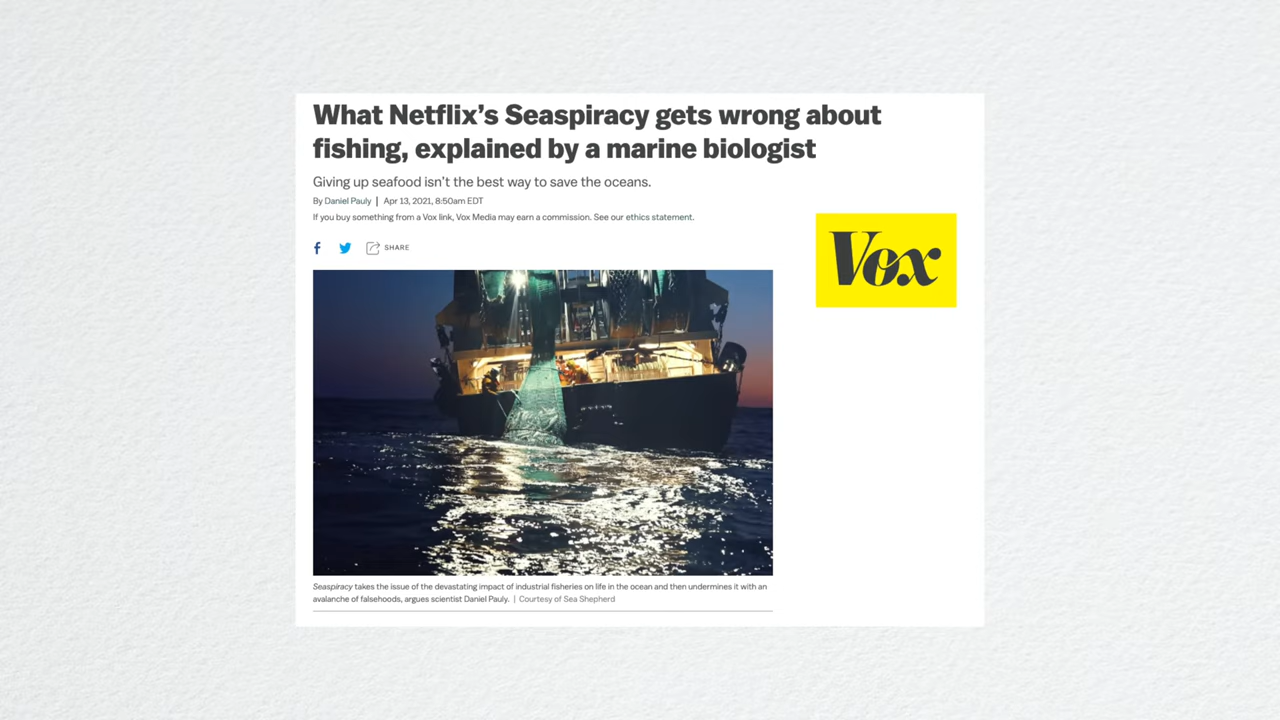 What Netflix's Seaspiracy gets wrong about
fishing, explained by a marine biologist
Giving up seafood isn't the best way to save the oceans.
By Daniel Pauly | Apr 13, 2021, 8:50am EDT
If you buy something from a Vox link, Vox Media may earn a commission. See our ethics statement.
SHARE
Vox
Seaspiracy takes the issue of the devastating impact of industrial fisheries on life in the ocean and then undermines it with an
avalanche of falsehoods, argues scientist Daniel Pauly. | Courtesy of Sea Shepherd